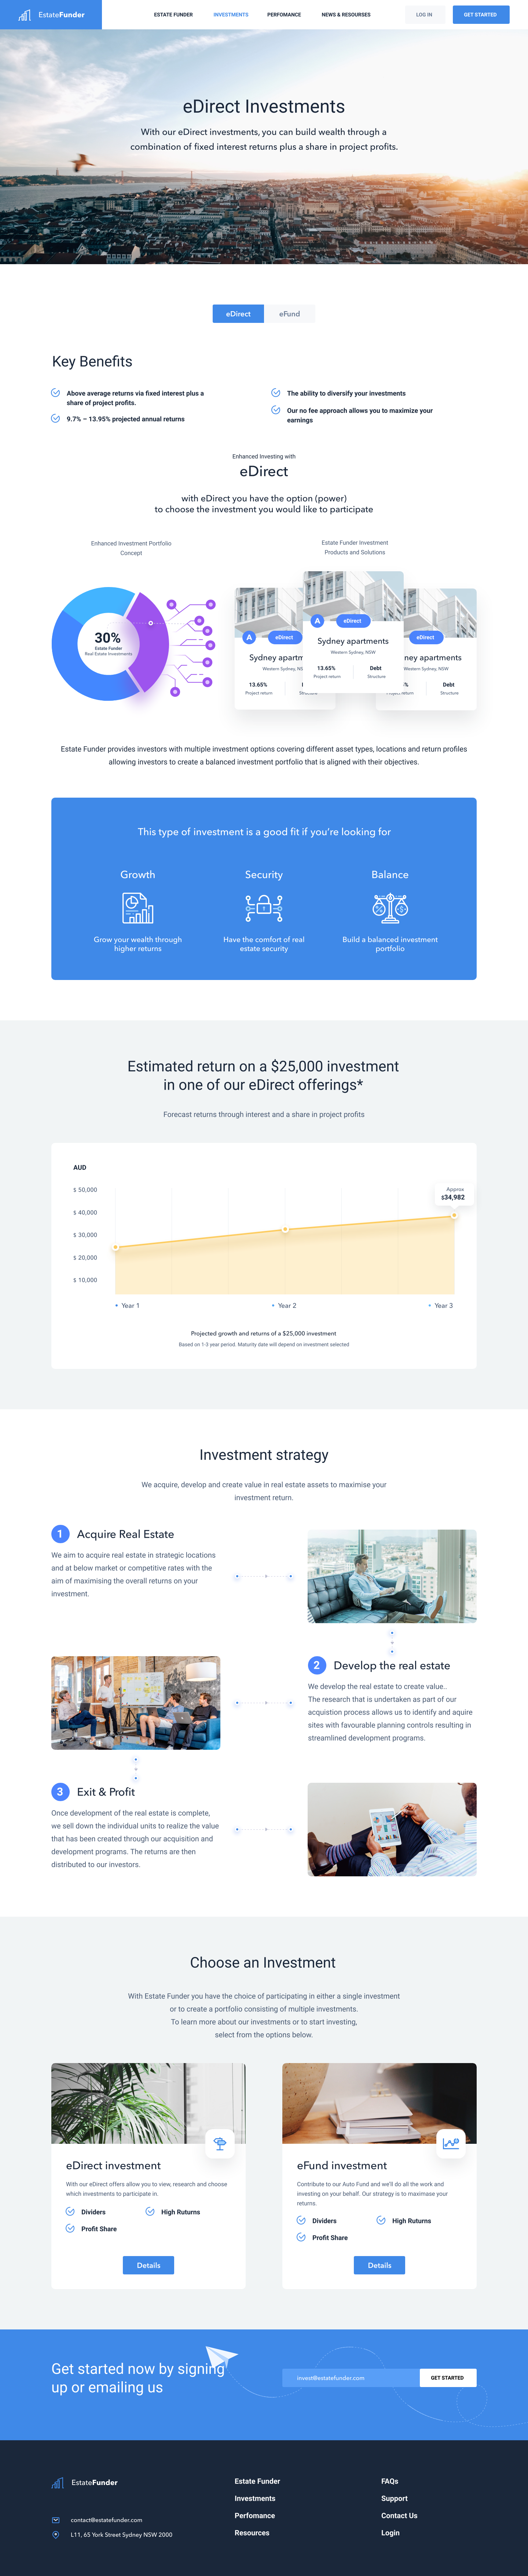 EstateFunder
ESTATE FUNDER
INVESTMENTS
PERFOMANCE
NEWS & RESOURSES
LOG IN
GET STARTED
eDirect Investments
With our eDirect investments, you can build wealth through a
combination of fixed interest returns plus a share in project profits.
eDirect
eFund
Key Benefits
Above average returns via fixed interest plus a
share of project profits.
9.7% – 13.95% projected annual returns
The ability to diversify your investments
Our no fee approach allows you to maximize your
earnings
Enhanced Investing with
eDirect
with eDirect you have the option (power)
to choose the investment you would like to participate
Enhanced Investment Portfolio
Concept
30%
Estate Funder
Real Estate Investments
Estate Funder Investment
Products and Solutions
A
eDirect
Sydney apartm
Western Sydney, NS
13.65%
Project return
Structure
A
eDirect
Sydney apartments
Western Sydney, NSW
13.65%
Project return
Debt
Structure
eDirect
ney apartments
Western Sydney, NSW
Debt
Structure
Estate Funder provides investors with multiple investment options covering different asset types, locations and return profiles
allowing investors to create a balanced investment portfolio that is aligned with their objectives.
This type of investment is a good fit if you're looking for
Growth
Grow your wealth through
higher returns
Security
Have the comfort of real
estate security
Balance
Build a balanced investment
portfolio
Estimated return on a $25,000 investment
in one of our eDirect offerings*
Forecast returns through interest and a share in project profits
AUD
$ 50,000
$ 40,000
$ 30,000
$ 20,000
$ 10,000
Approx
$34,982
Year 1
Year 2
Year 3
Projected growth and returns of a $25,000 investment
Based on 1-3 year period. Maturity date will depend on investment selected
Investment strategy
We acquire, develop and create value in real estate assets to maximise your
investment return.
1 Acquire Real Estate
We aim to acquire real estate in strategic locations
and at below market or competitive rates with the
aim of maximising the overall returns on your
investment.
2 Develop the real estate
We develop the real estate to create value..
The research that is undertaken as part of our
acquistion process allows us to identify and aquire
sites with favourable planning controls resulting in
streamlined development programs.
3 Exit & Profit
Once development of the real estate is complete,
we sell down the individual units to realize the value
that has been created through our acquisition and
development programs. The returns are then
distributed to our investors.
Choose an Investment
With Estate Funder you have the choice of participating in either a single investment
or to create a portfolio consisting of multiple investments.
To learn more about our investments or to start investing,
select from the options below.
eDirect investment
With our eDirect offers allow you to view, research and choose
which investments to participate in.
Dividers
High Ruturns
Profit Share
Details
eFund investment
Contribute to our Auto Fund and we'll do all the work and
investing on your behalf. Our strategy is to maximase your
returns.
Dividers
High Ruturns
Profit Share
Details
Get started now by signing
up or emailing us
invest@estatefunder.com
GET STARTED
EstateFunder
contact@estatefunder.com
L11, 65 York Street Sydney NSW 2000
Estate Funder
Investments
Perfomance
Resources
FAQs
Support
Contact Us
Login